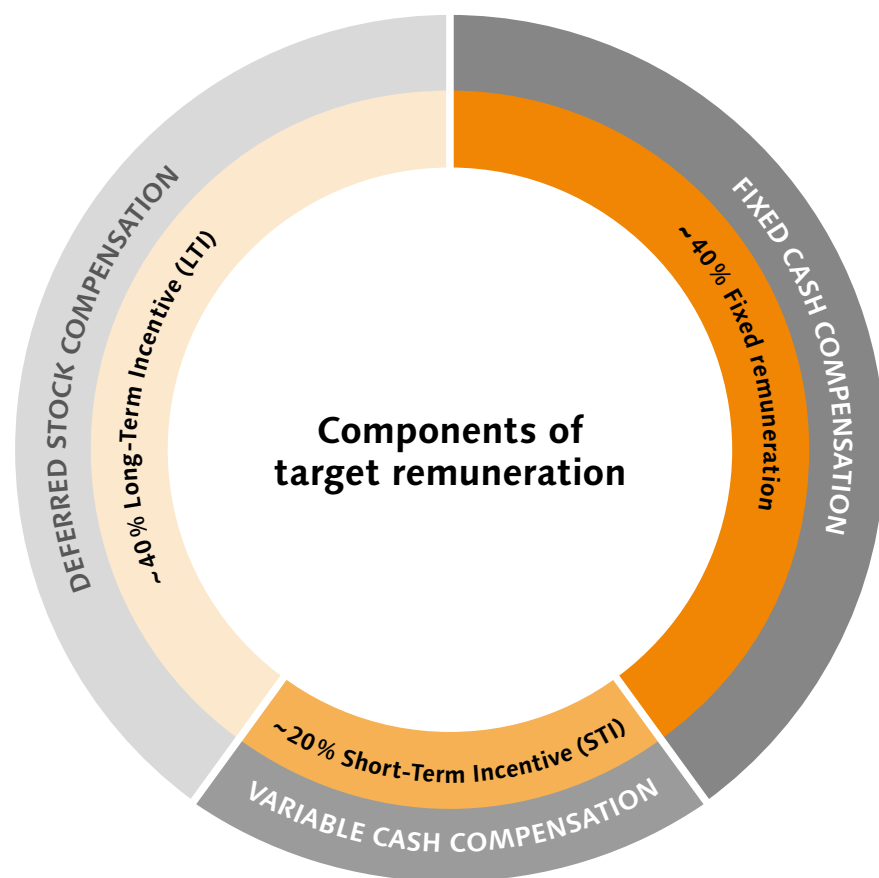 Components of
target remuneration
FIXED CASH COMPENSATION
~40% Fixed remuneration
VARIABLE CASH COMPENSATION
~20% Short-Term Incentive (STI)
DEFERRED STOCK COMPENSATION
~40% Long-Term Incentive (LTI)